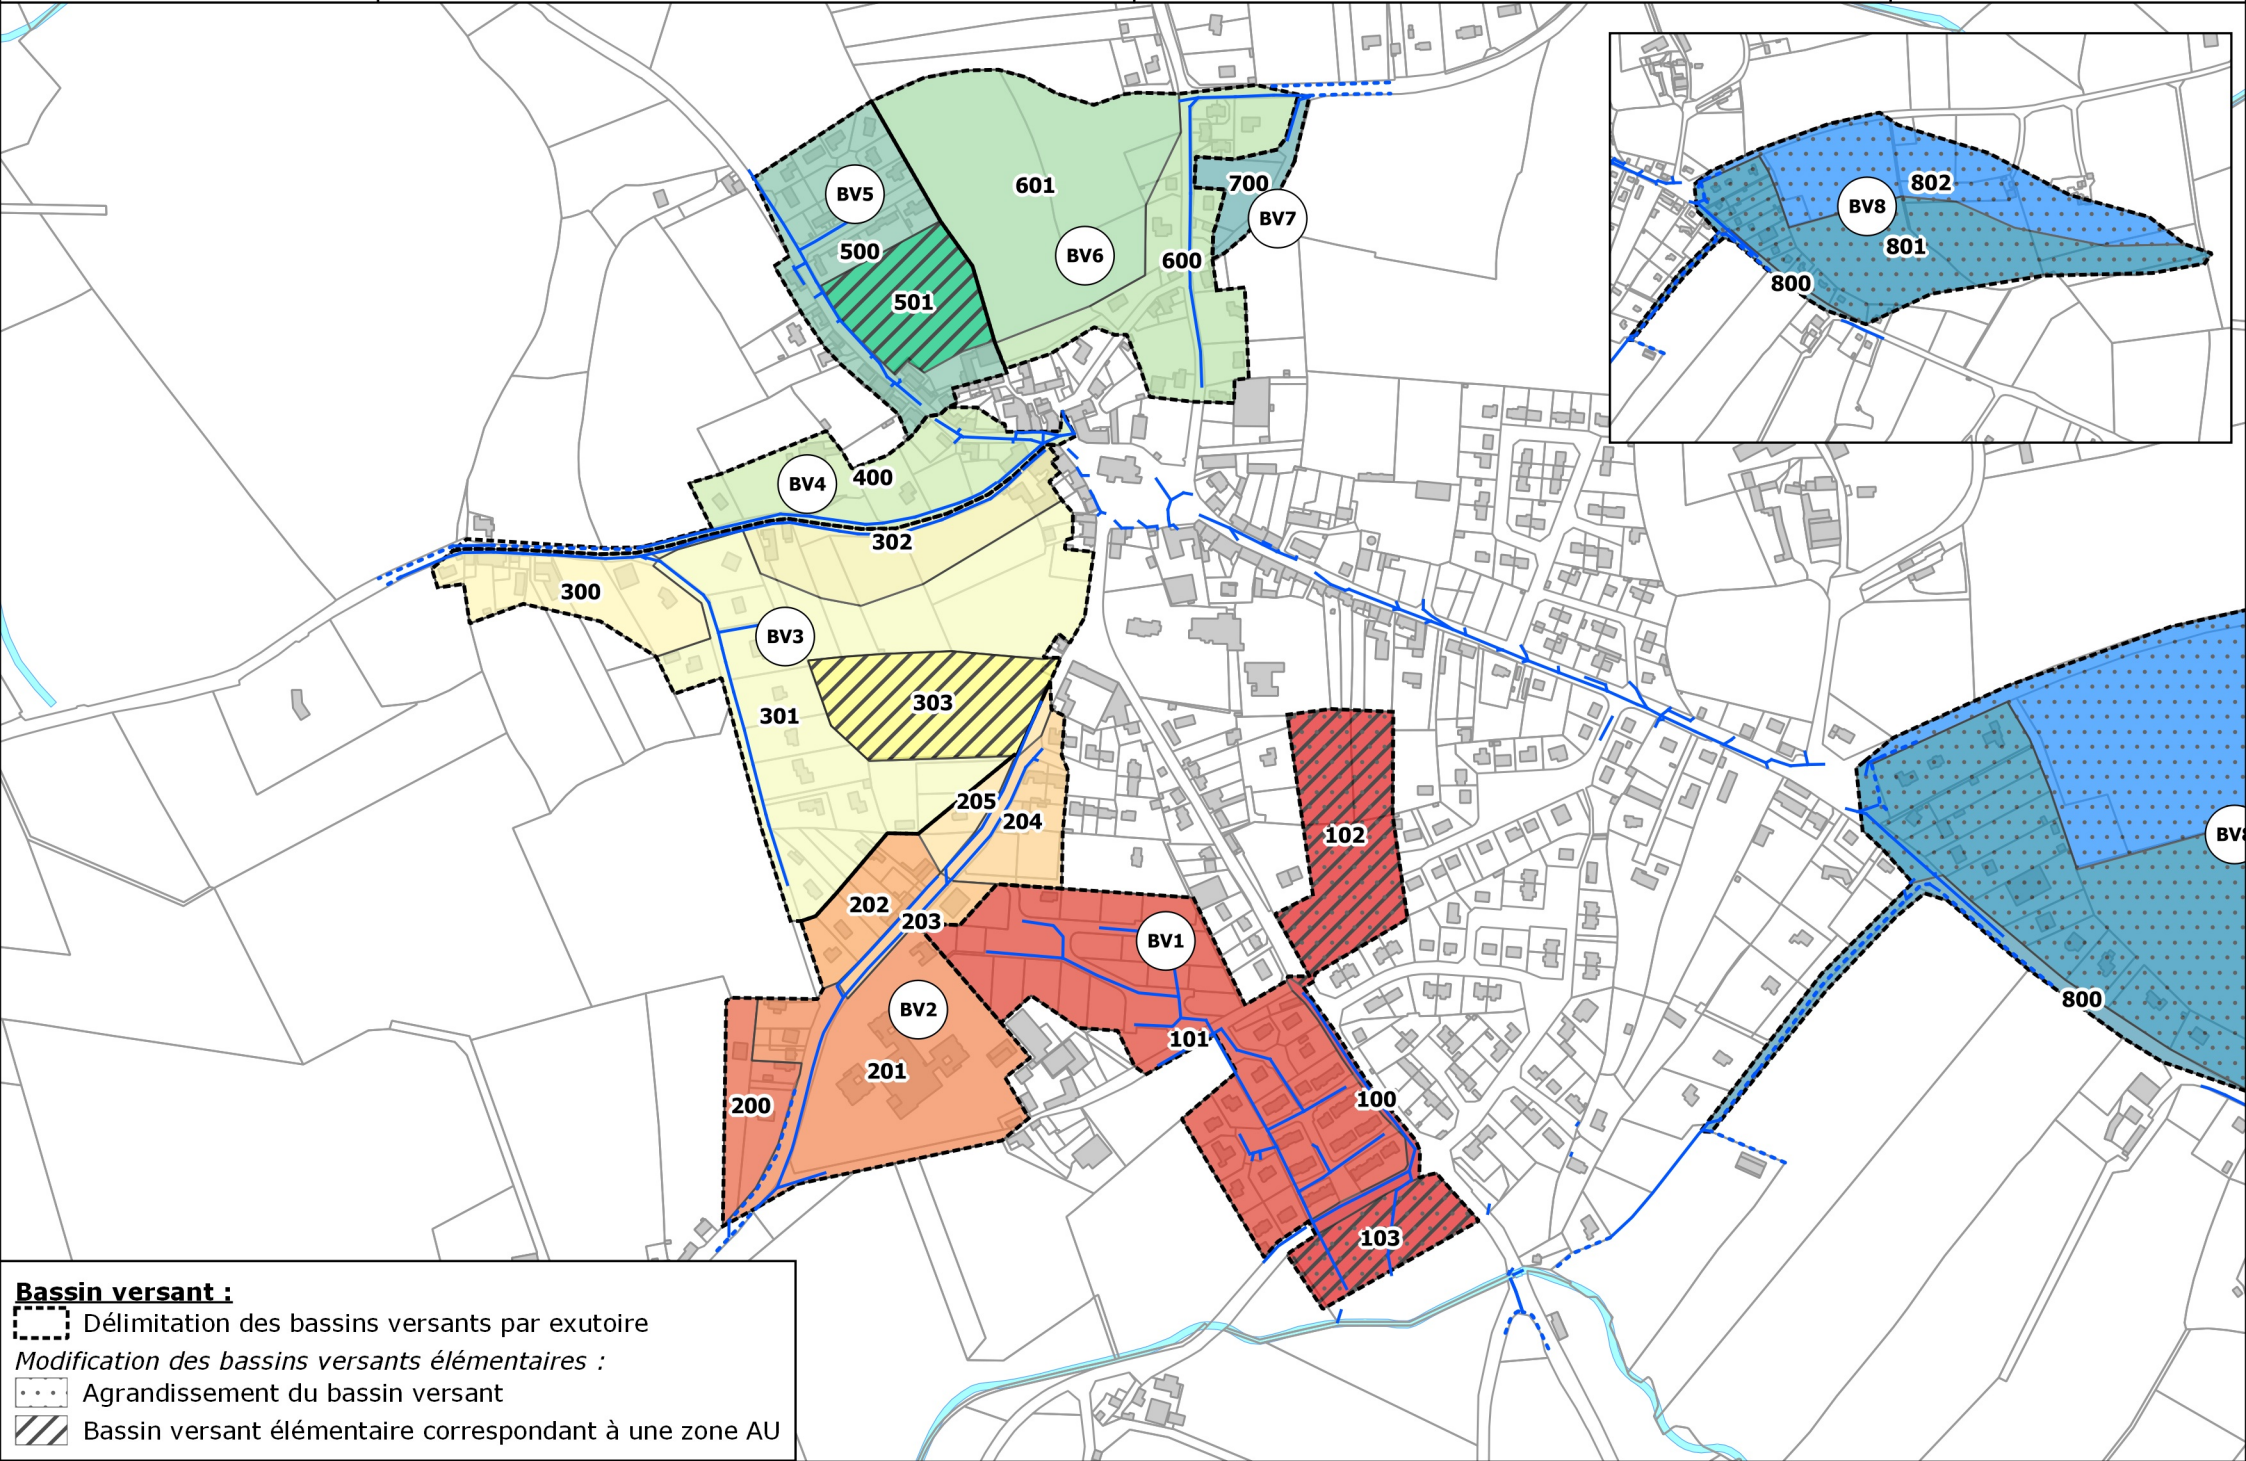 601
BV5
700
802
BV8
BV7
801
500
BV6
600
800
501
400
BV4
302
300
BV3
303
301
205
204
102
BV8
202
203
BV1
800
BV2
101
201
100
200
103
Bassin versant :
Délimitation des bassins versants par exutoire
Modification des bassins versants élémentaires :
Agrandissement du bassin versant
Bassin versant élémentaire correspondant à une zone AU